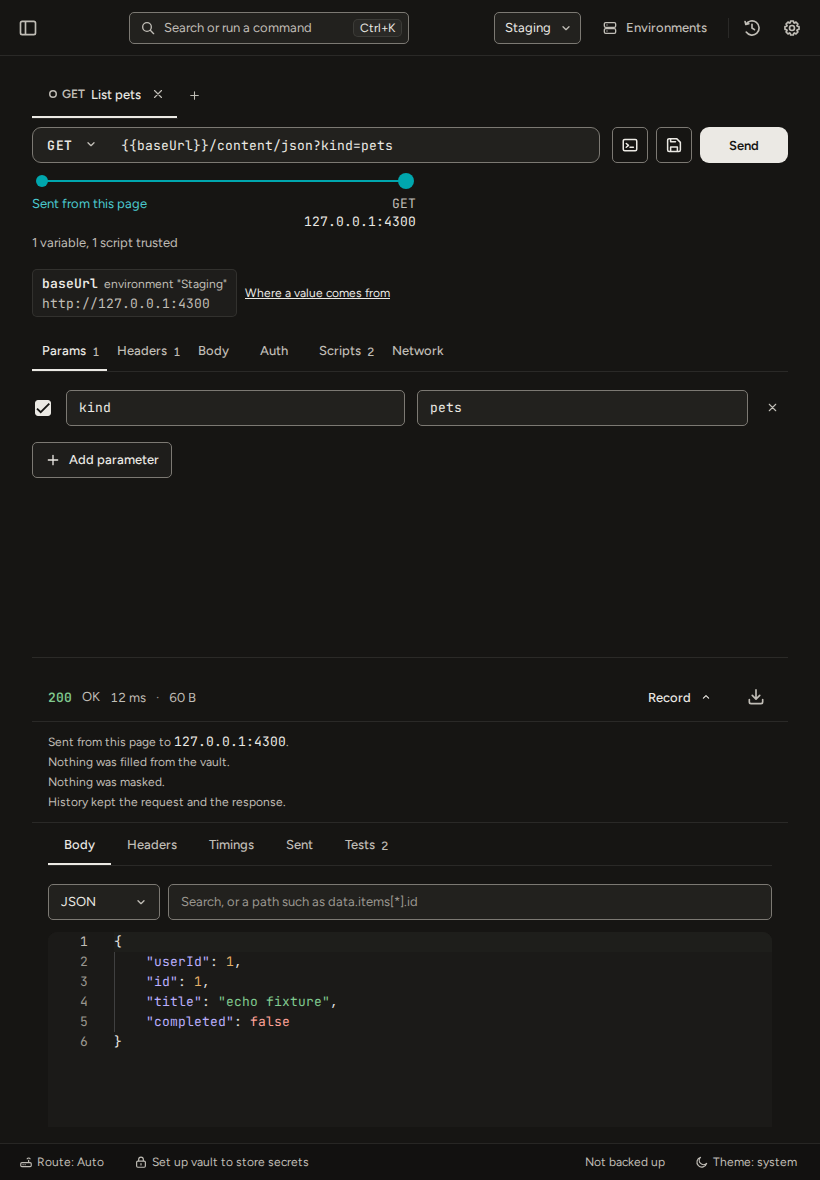 Search or run a command Ctrl+K Staging Environments
GET List pets
GET {{baseUrl}}/content/json?kind=pets Send
Sent from this page GET
127.0.0.1:4300
1 variable, 1 script trusted
baseUrl environment "Staging"
http://127.0.0.1:4300
Where a value comes from
Params 1 Headers 1 Body Auth Scripts 2 Network
kind pets
Add parameter
200 OK 12 ms · 60 B Record
Sent from this page to 127.0.0.1:4300.
Nothing was filled from the vault.
Nothing was masked.
History kept the request and the response.
Body Headers Timings Sent Tests 2
JSON Search, or a path such as data.items[*].id
1 {
2 "userId": 1,
3 "id": 1,
4 "title": "echo fixture",
5 "completed": false
6 }
Route: Auto Set up vault to store secrets Not backed up Theme: system